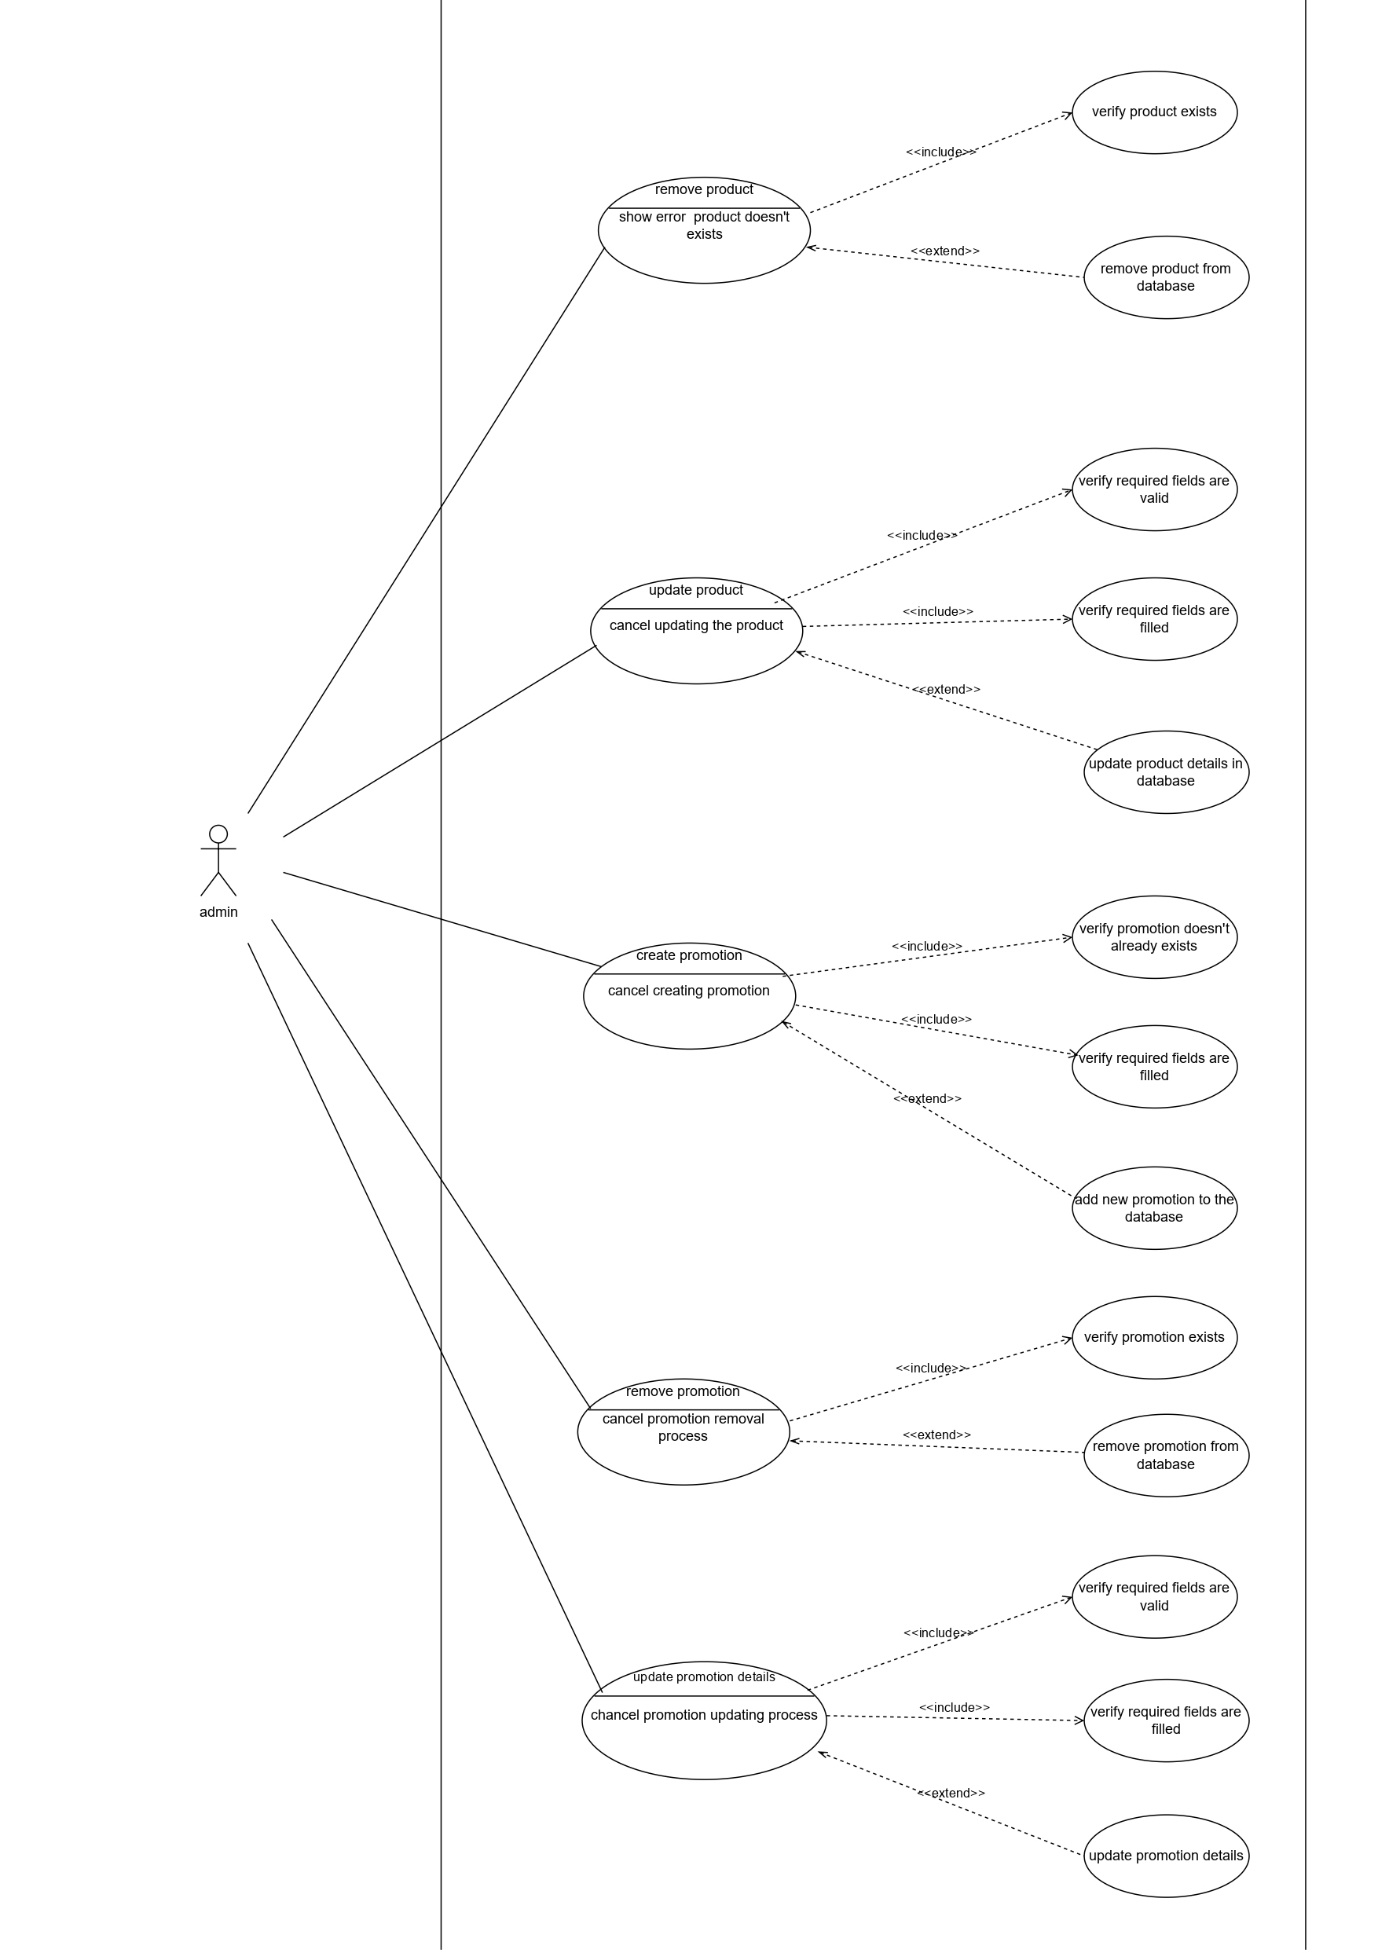 verify product exists
<<include>>
remove product
show error  product doesn't
exists
<<extend>>
remove product from
database
verify required fields are
valid
<<include>>
update product
cancel updating the product
<<include>>
verify required fields are
filled
<<extend>>
update product details in
database
admin
verify promotion doesn't
already exists
<<include>>
create promotion
cancel creating promotion
<<include>>
verify required fields are
filled
<<extend>>
add new promotion to the
database
verify promotion exists
<<include>>
remove promotion
cancel promotion removal
process
<<extend>>
remove promotion from
database
verify required fields are
valid
<<include>>
update promotion details
chancel promotion updating process
<<include>>
verify required fields are
filled
<<extend>>
update promotion details